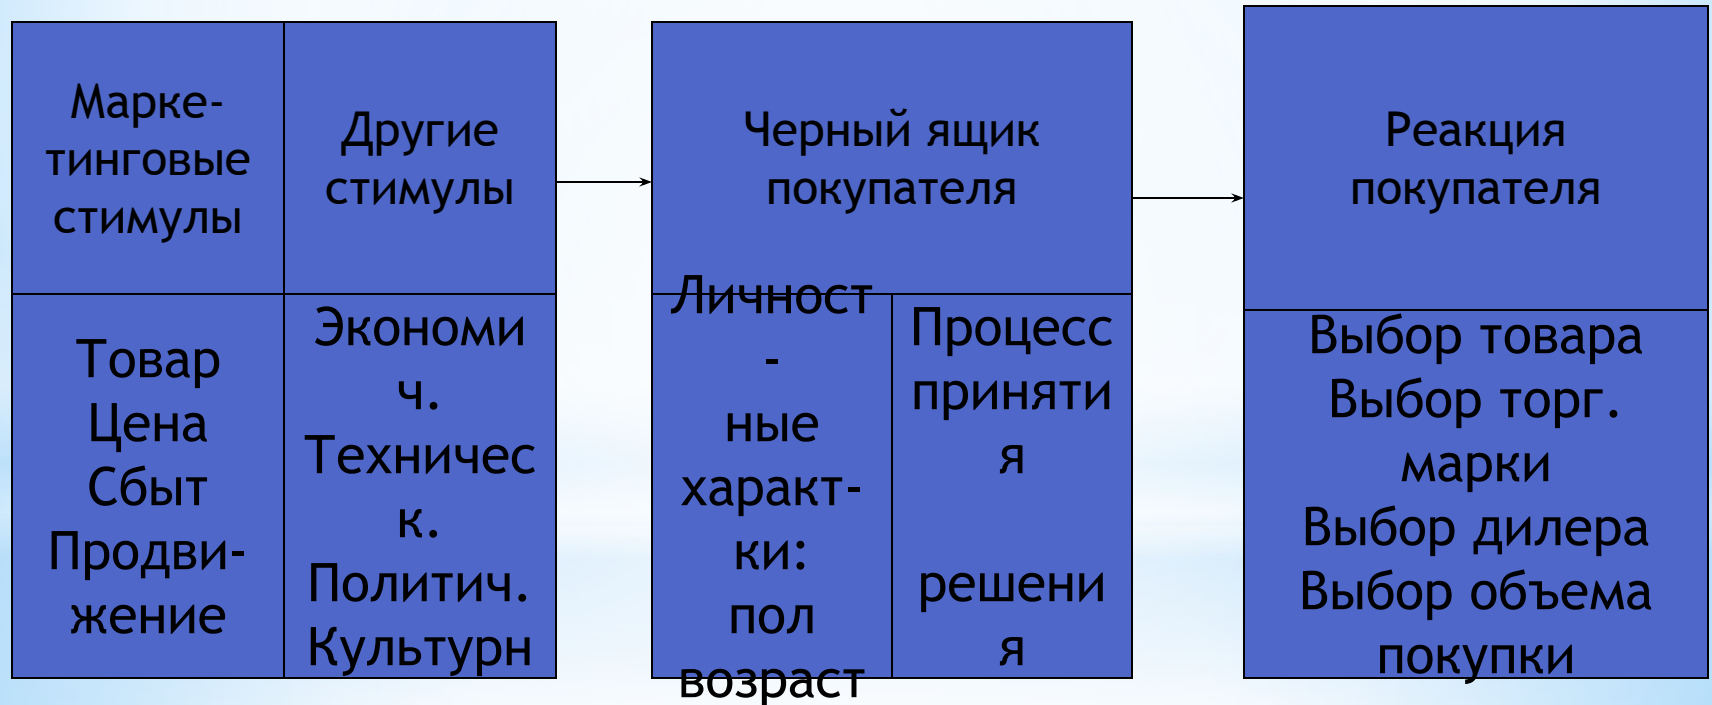 Марке-
тинговые
стимулы
Другие
стимулы
Черный ящик
покупателя
Реакция
покупателя
Товар
Цена
Сбыт
Продви-
жение
Экономи
ч.
Техничес
к.
Политич.
Культурн
Личност
-
ные
характ-
ки:
пол
возраст
Процесс
приняти
я
решени
я
Выбор товара
Выбор торг.
марки
Выбор дилера
Выбор объема
покупки